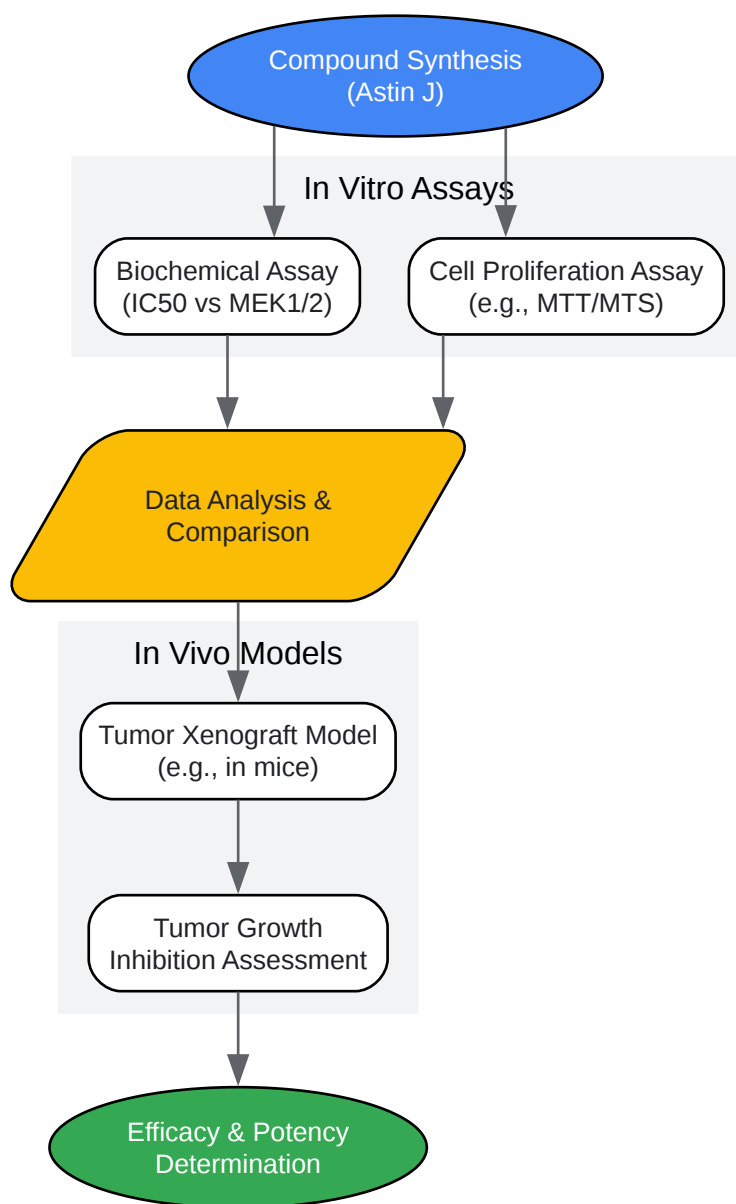 Compound Synthesis
(Astin J)
In Vitro Assays
Biochemical Assay
(IC50 vs MEK1/2)
Cell Proliferation Assay
(e.g., MTT/MTS)
Data Analysis &
Comparison
In Vivo Models
Tumor Xenograft Model
(e.g., in mice)
Tumor Growth
Inhibition Assessment
Efficacy & Potency
Determination